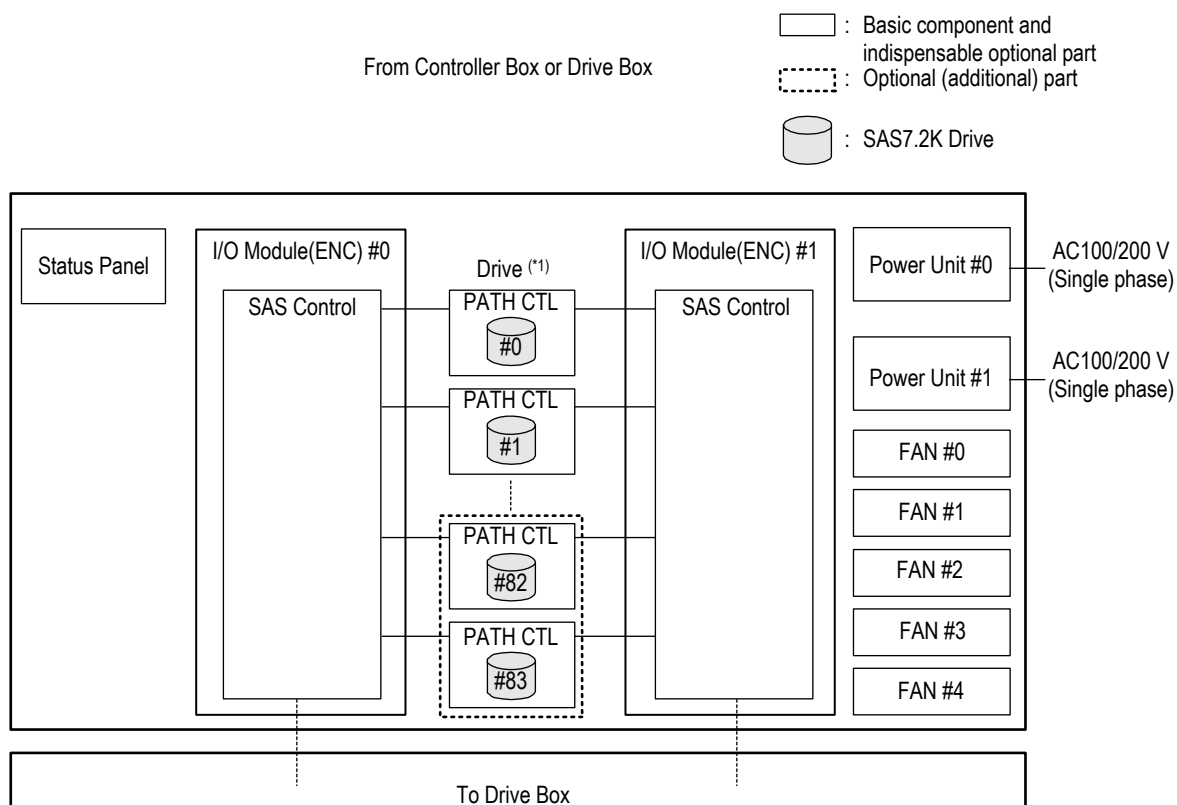 From Controller Box or Drive Box
: Basic component and
indispensable optional part
: Optional (additional) part
: SAS7.2K Drive
Status Panel
I/O Module(ENC) #0
SAS Control
Drive (*1)
PATH CTL
#0
PATH CTL
#1
PATH CTL
#82
PATH CTL
#83
I/O Module(ENC) #1
SAS Control
Power Unit #0
AC100/200 V
(Single phase)
Power Unit #1
AC100/200 V
(Single phase)
FAN #0
FAN #1
FAN #2
FAN #3
FAN #4
To Drive Box